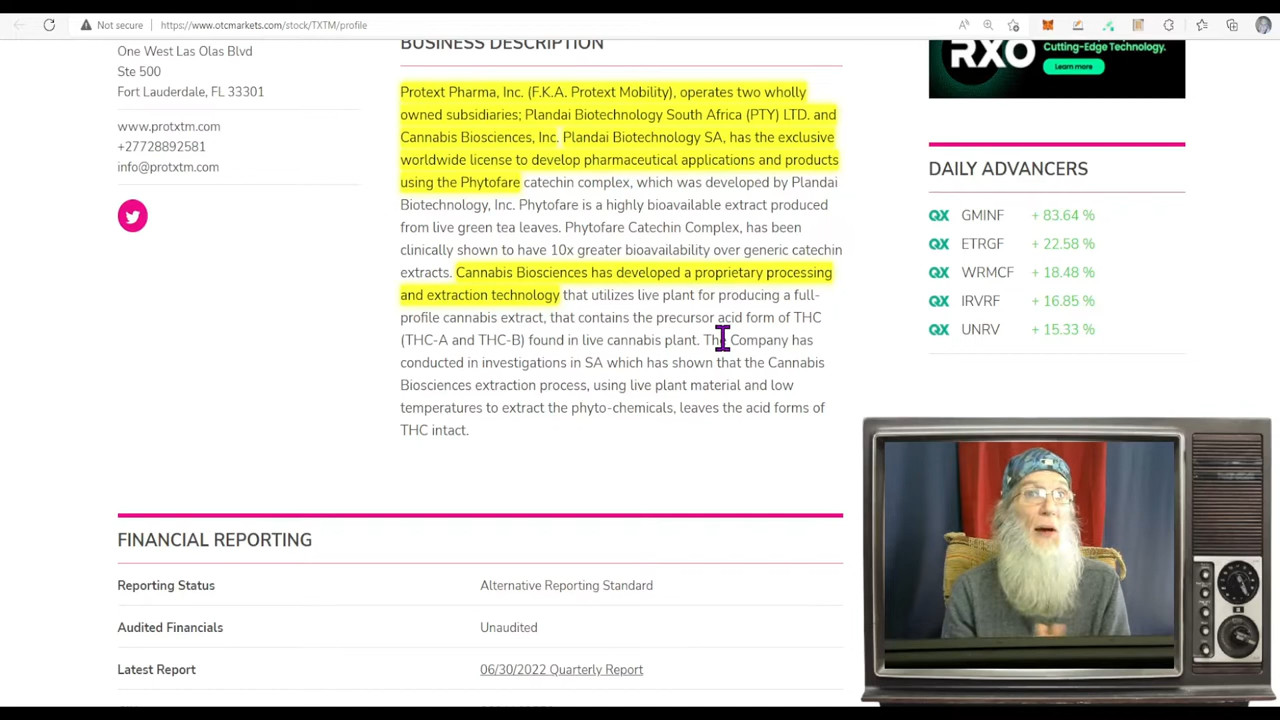 Not secure
https://www.otcmarkets.com/stock/TXTM/profile
One West Las Olas Blvd
Ste 500
Fort Lauderdale, FL 33301
www.protxtm.com
+27728892581
info@protxtm.com
BUSINESS DESCRIPTION
Protext Pharma, Inc. (F.K.A. Protext Mobility), operates two wholly
owned subsidiaries; Plandai Biotechnology South Africa (PTY) LTD. and
Cannabis Biosciences, Inc. Plandai Biotechnology SA, has the exclusive
worldwide license to develop pharmaceutical applications and products
using the Phytofare catechin complex, which was developed by Plandai
Biotechnology, Inc. Phytofare is a highly bioavailable extract produced
from live green tea leaves. Phytofare Catechin Complex, has been
clinically shown to have 10x greater bioavailability over generic catechin
extracts. Cannabis Biosciences has developed a proprietary processing
and extraction technology that utilizes live plant for producing a full-
profile cannabis extract, that contains the precursor acid form of THC
(THC-A and THC-B) found in live cannabis plant. The Company has
conducted in investigations in SA which has shown that the Cannabis
Biosciences extraction process, using live plant material and low
temperatures to extract the phyto-chemicals, leaves the acid forms of
THC intact.
RXO
Cutting-Edge Technology.
Learn more
DAILY ADVANCERS
QX GMINF + 83.64 %
QX ETRGF + 22.58 %
QX WRMCF + 18.48 %
QX IRVRF + 16.85 %
QX UNRV + 15.33 %
FINANCIAL REPORTING
Reporting Status Alternative Reporting Standard
Audited Financials Unaudited
Latest Report 06/30/2022 Quarterly Report